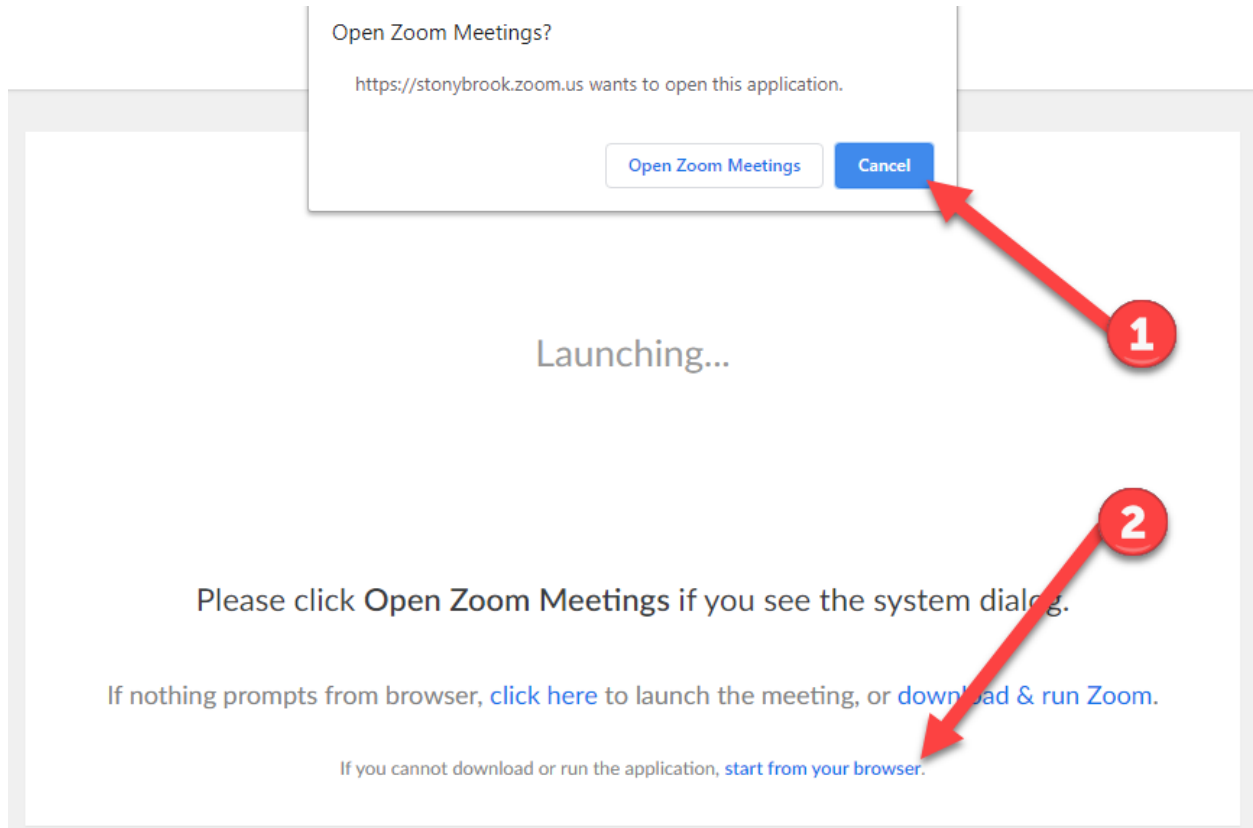 Open Zoom Meetings?
https://stonybrook.zoom.us wants to open this application.
Open Zoom Meetings Cancel
1
Launching...
2
Please click Open Zoom Meetings if you see the system dialog.
If nothing prompts from browser, click here to launch the meeting, or download & run Zoom.
If you cannot download or run the application, start from your browser.